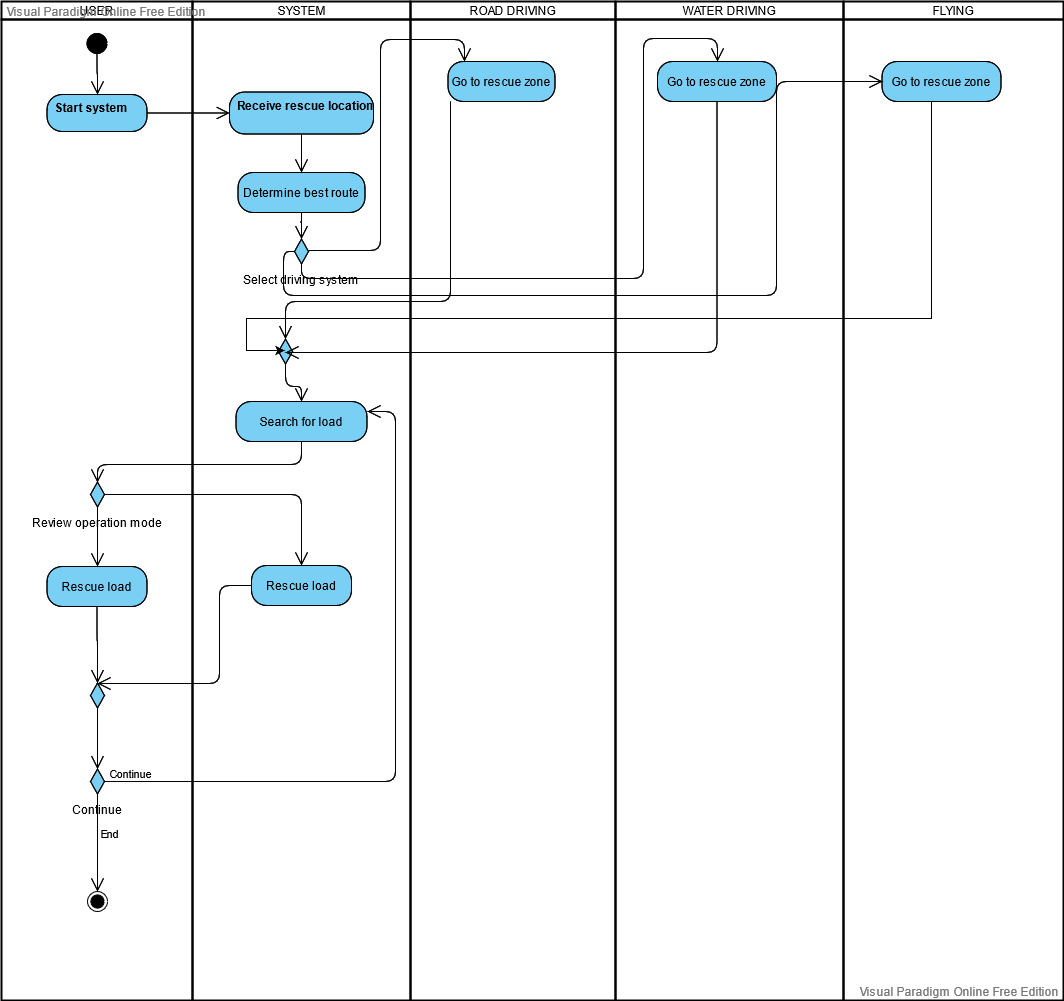 Visual Paradigm Online Free Edition
USER
SYSTEM
ROAD DRIVING
WATER DRIVING
FLYING
Start system
Receive rescue location
Go to rescue zone
Go to rescue zone
Go to rescue zone
Determine best route
Select driving system
Search for load
Review operation mode
Rescue load
Rescue load
Continue
Continue
End
Visual Paradigm Online Free Edition